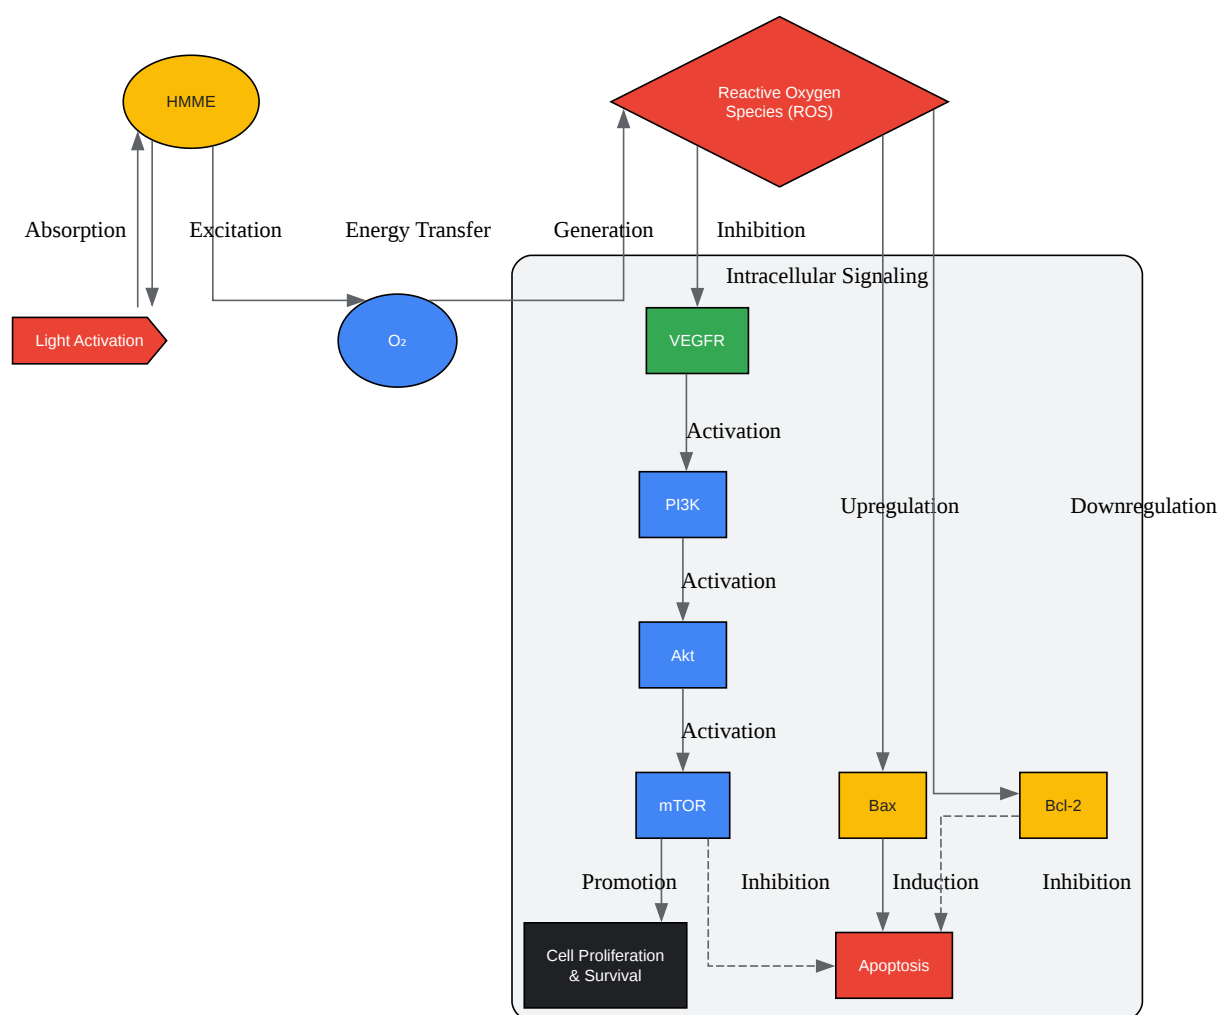 HMME
Reactive Oxygen
Species (ROS)
Absorption
Excitation
Energy Transfer
Generation
Inhibition
Intracellular Signaling
Light Activation
O₂
VEGFR
Activation
PI3K
Upregulation
Downregulation
Activation
Akt
Activation
mTOR
Bax
Bcl-2
Promotion
Inhibition
Induction
Inhibition
Cell Proliferation
& Survival
Apoptosis